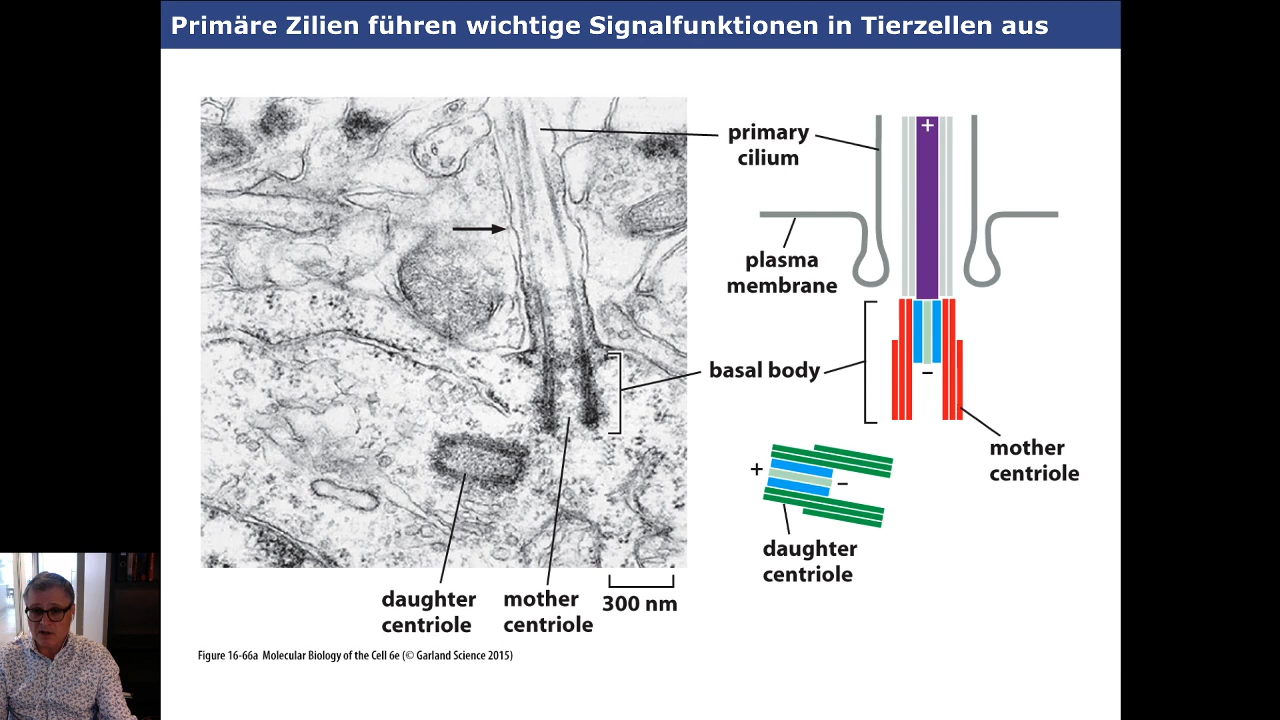 Primäre Zilien führen wichtige Signalfunktionen in Tierzellen aus
primary
cilium
+
plasma
membrane
basal body
–
mother
centriole
+
–
daughter
centriole
daughter
centriole
mother
centriole
300 nm
Figure 16-66a Molecular Biology of the Cell 6e (© Garland Science 2015)